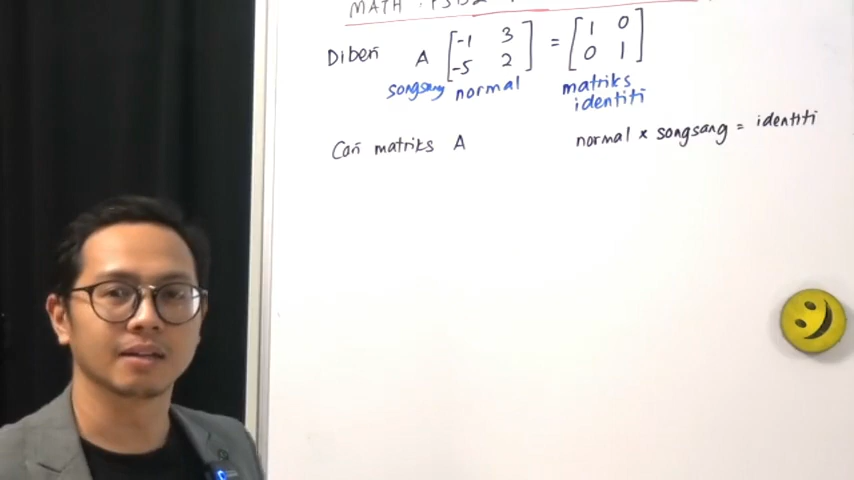 MATH
Diberi A [-1 3 -5 2] = [1 0 0 1]
songsang normal matriks identiti
Cari matriks A
normal x songsang = identiti